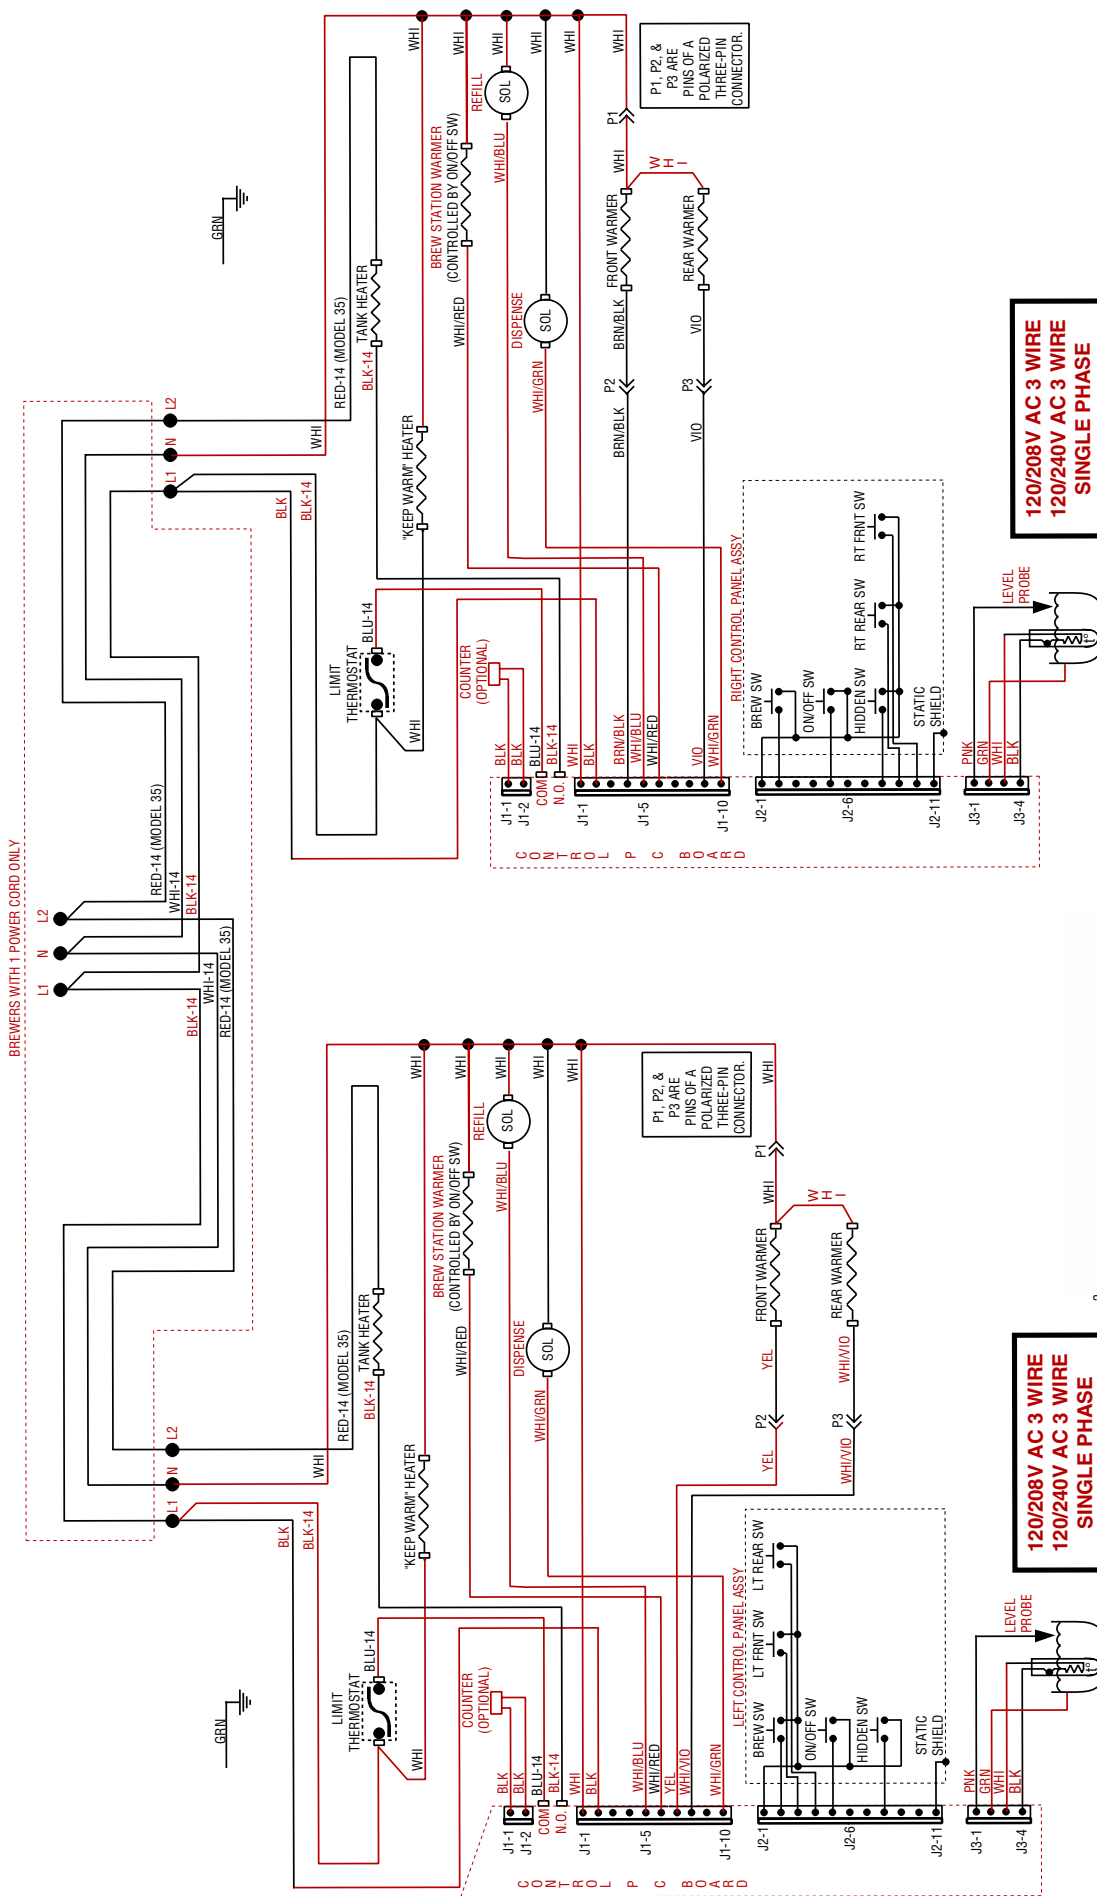 BREWERS WITH 1 POWER CORD ONLY
L1
N
L2
RED-14 (MODEL 35)
WHI-14
BLK-14
BLK-14
WHI-14
RED-14 (MODEL 35)
GRN
L1
N
L2
BLK
BLK-14
WHI
RED-14 (MODEL 35)
TANK HEATER
BLK-14
LIMIT
THERMOSTAT
BLU-14
WHI
"KEEP WARM" HEATER
WHI
BREW STATION WARMER
(CONTROLLED BY ON/OFF SW)
WHI/RED
WHI
REFILL
SOL
WHI/BLU
WHI
DISPENSE
SOL
WHI/GRN
WHI
WHI
WHI
COUNTER
(OPTIONAL)
P1, P2, &
P3 ARE
PINS OF A
POLARIZED
THREE-PIN
CONNECTOR.
P1
WHI
WHI
FRONT WARMER
REAR WARMER
YEL
WHI/VIO
P2
P3
YEL
WHI/VIO
J1-1
J1-2
COM
N.O.
J1-1
J1-5
J1-10
BLK
BLK
BLU-14
BLK-14
WHI
BLK
WHI/BLU
WHI/RED
YEL
WHI/VIO
WHI/GRN
CONTROL PC BOARD
LEFT CONTROL PANEL ASSY
BREW SW
LT FRNT SW
LT REAR SW
ON/OFF SW
HIDDEN SW
STATIC
SHIELD
J2-1
J2-6
J2-11
PNK
GRN
WHI
BLK
J3-1
J3-4
LEVEL
PROBE
t°
120/208V AC 3 WIRE
120/240V AC 3 WIRE
SINGLE PHASE
GRN
L1
N
L2
BLK
BLK-14
WHI
RED-14 (MODEL 35)
TANK HEATER
BLK-14
LIMIT
THERMOSTAT
BLU-14
WHI
"KEEP WARM" HEATER
WHI
BREW STATION WARMER
(CONTROLLED BY ON/OFF SW)
WHI/RED
WHI
REFILL
SOL
WHI/BLU
WHI
DISPENSE
SOL
WHI/GRN
WHI
WHI
WHI
COUNTER
(OPTIONAL)
P1, P2, &
P3 ARE
PINS OF A
POLARIZED
THREE-PIN
CONNECTOR.
P1
WHI
WHI
FRONT WARMER
REAR WARMER
BRN/BLK
VIO
P2
P3
BRN/BLK
VIO
J1-1
J1-2
COM
N.O.
J1-1
J1-5
J1-10
BLK
BLK
BLU-14
BLK-14
WHI
BLK
BRN/BLK
WHI/BLU
WHI/RED
VIO
WHI/GRN
CONTROL PC BOARD
RIGHT CONTROL PANEL ASSY
BREW SW
ON/OFF SW
HIDDEN SW
RT REAR SW
RT FRNT SW
STATIC
SHIELD
J2-1
J2-6
J2-11
PNK
GRN
WHI
BLK
J3-1
J3-4
LEVEL
PROBE
t°
120/208V AC 3 WIRE
120/240V AC 3 WIRE
SINGLE PHASE